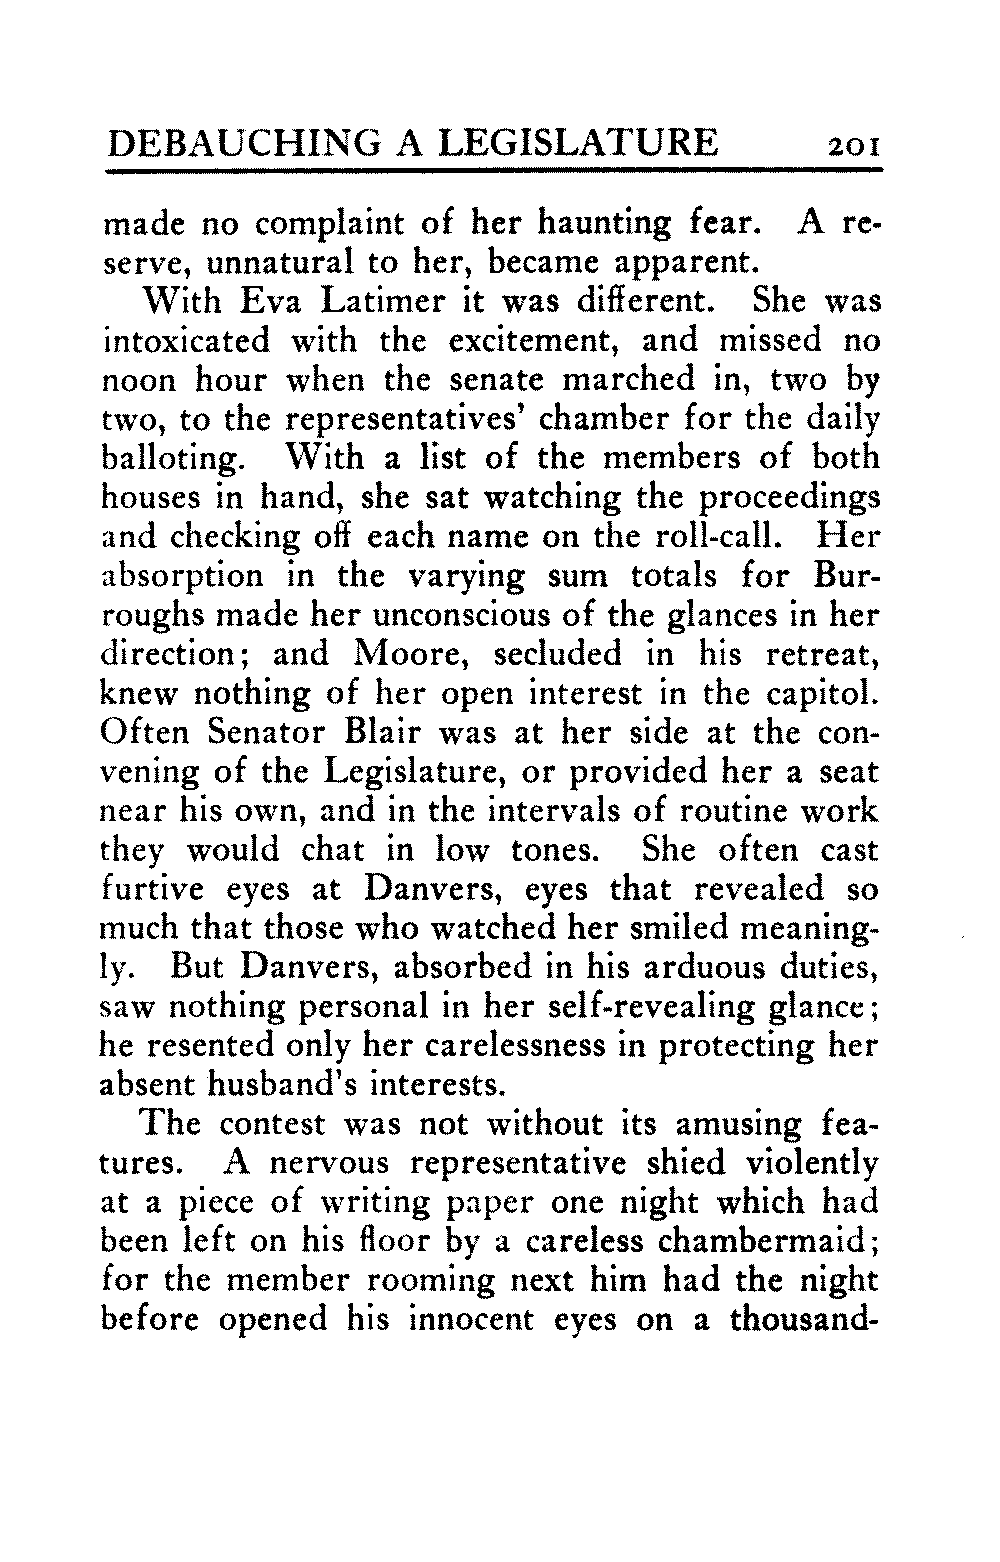 DEBAUCHING A LEGISLATURE 201
made no complaint of her haunting fear. A re-
serve, unnatural to her, became apparent.
With Eva Latimer it was different. She was
intoxicated with the excitement, and missed no
noon hour when the senate marched in, two by
two, to the representatives' chamber for the daily
balloting. With a list of the members of both
houses in hand, she sat watching the proceedings
and checking off each name on the roll-call. Her
absorption in the varying sum totals for Bur-
roughs made her unconscious of the glances in her
direction; and Moore, secluded in his retreat,
knew nothing of her open interest in the capitol.
Often Senator Blair was at her side at the con-
vening of the Legislature, or provided her a seat
near his own, and in the intervals of routine work
they would chat in low tones. She often cast
furtive eyes at Danvers, eyes that revealed so
much that those who watched her smiled meaning-
ly. But Danvers, absorbed in his arduous duties,
saw nothing personal in her self-revealing glance;
he resented only her carelessness in protecting her
absent husband's interests.
The contest was not without its amusing fea-
tures. A nervous representative shied violently
at a piece of writing paper one night which had
been left on his floor by a careless chambermaid;
for the member rooming next him had the night
before opened his innocent eyes on a thousand-